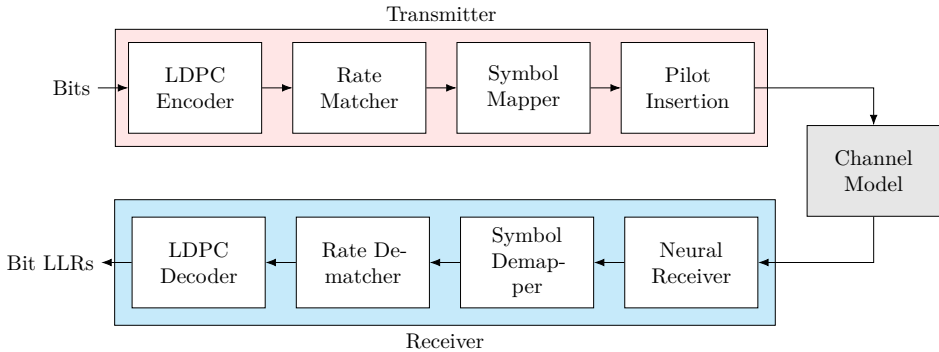 Transmitter
Bits
LDPC
Encoder
Rate
Matcher
Symbol
Mapper
Pilot
Insertion
Channel
Model
Bit LLRs
LDPC
Decoder
Rate De-
matcher
Symbol
Demap-
per
Neural
Receiver
Receiver